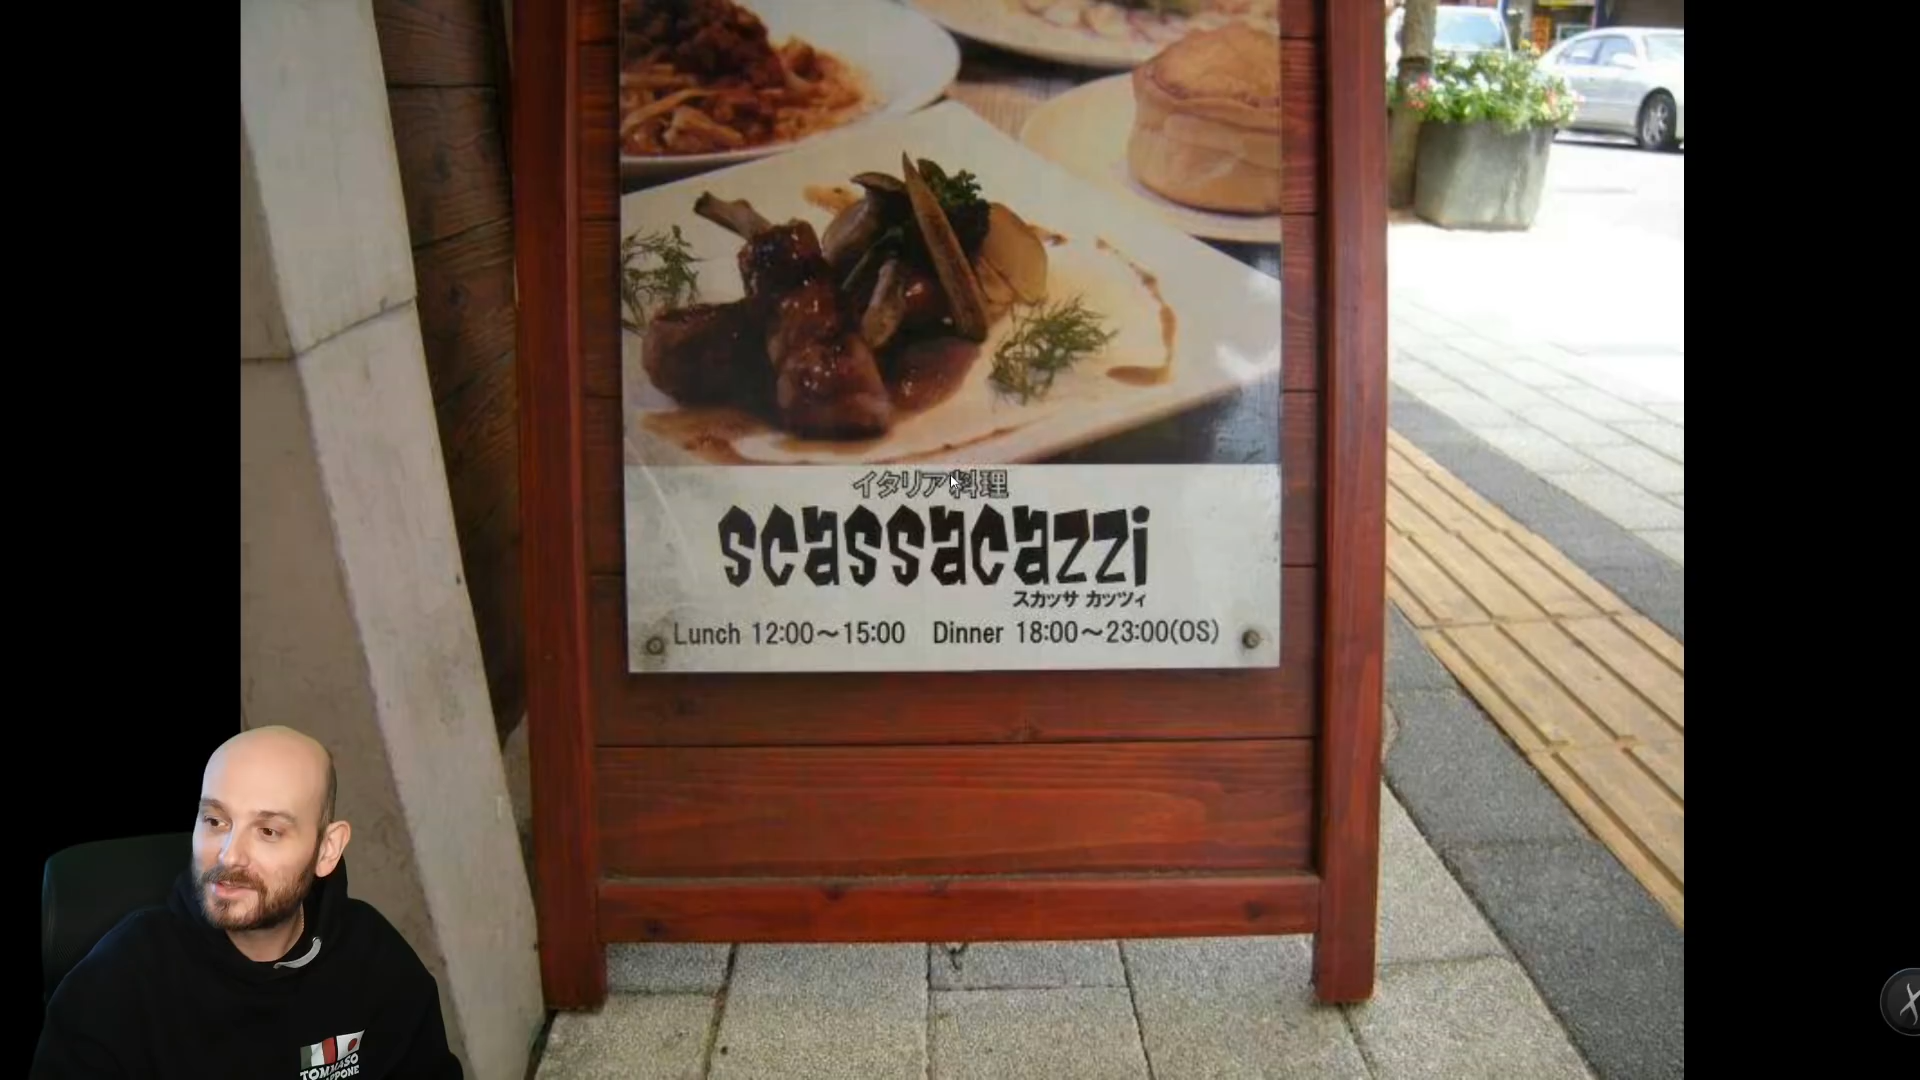 イタリア料理
scassacazzi
スカッサ カッツィ
Lunch 12:00～15:00 Dinner 18:00～23:00(OS)
TOMMASO